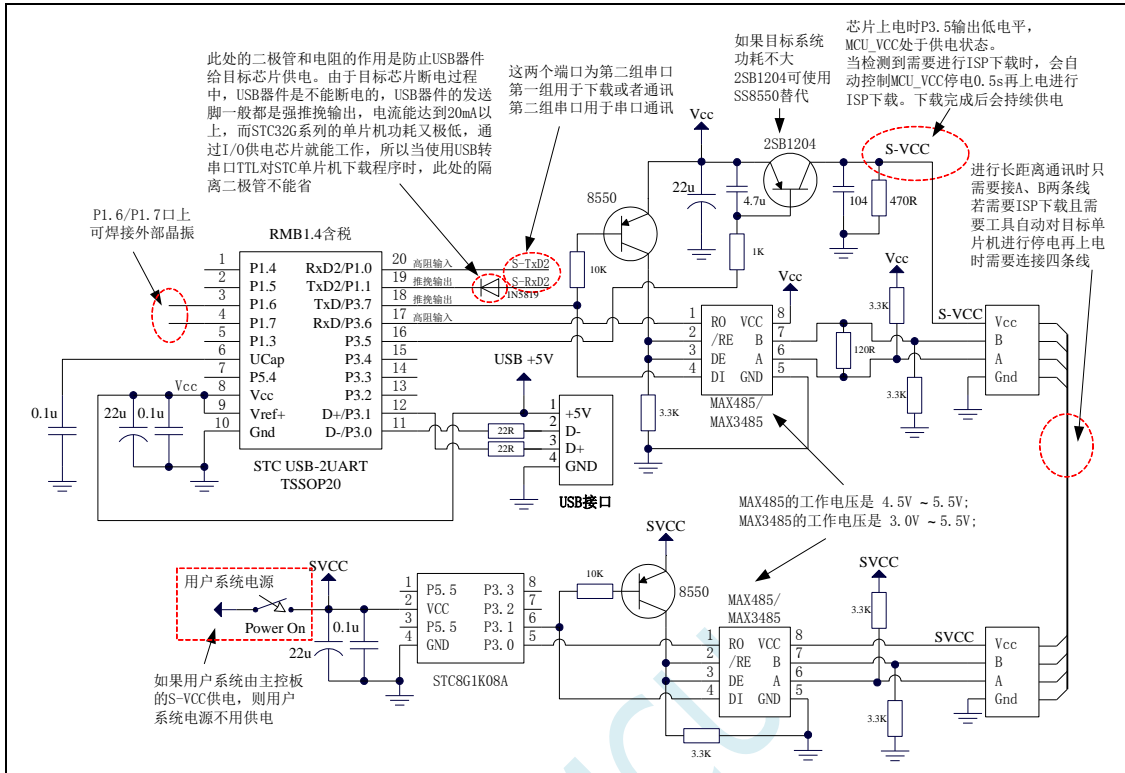 此处的二极管和电阻的作用是防止USB器件
给目标芯片供电。由于目标芯片断电过程
中，USB器件是不能断电的，USB器件的发送
脚一般都是强推挽输出，电流能达到20mA以
上，而STC32G系列的单片机功耗又极低，通
过I/O供电芯片就能工作，所以当使用USB转
串口TTL对STC单片机下载程序时，此处的隔
离二极管不能省
这两个端口为第二组串口
第一组用于下载或者通讯
第二组串口用于串口通讯
如果目标系统
功耗不大
2SB1204可使用
SS8550替代
芯片上电时P3.5输出低电平，
MCU_VCC处于供电状态。
当检测到需要进行ISP下载时，会自
动控制MCU_VCC停电0.5s再上电进行
ISP下载。下载完成后会持续供电
进行长距离通讯时只
需要接A、B两条线
若需要ISP下载且需
要工具自动对目标单
片机进行停电再上电
时需要连接四条线
P1.6/P1.7口上
可焊接外部晶振
RMB1.4含税
1 P1.4 RxD2/P1.0 20 高阻输入 S-TxD2
2 P1.5 TxD2/P1.1 19 推挽输出 S-RxD2
1N5819
3 P1.6 TxD/P3.7 18 推挽输出
4 P1.7 RxD/P3.6 17 高阻输入
5 P1.3 P3.5 16
6 UCap P3.4 15
7 P5.4 P3.3 14
8 Vcc P3.2 13
9 Vref+ D+/P3.1 12
10 Gnd D-/P3.0 11
STC USB-2UART
TSSOP20
Vcc
0.1u
22u
0.1u
22R
22R
USB +5V
1 +5V
2 D-
3 D+
4 GND
USB接口
8550
10K
3.3K
Vcc
22u
4.7u
2SB1204
1K
104
470R
S-VCC
Vcc
1 RO VCC 8
2 /RE B 7
3 DE A 6
4 DI GND 5
MAX485/
MAX3485
120R
3.3K
3.3K
S-VCC
Vcc
B
A
Gnd
MAX485的工作电压是 4.5V ~ 5.5V;
MAX3485的工作电压是 3.0V ~ 5.5V;
用户系统电源
Power On
SVCC
22u
0.1u
如果用户系统由主控板
的S-VCC供电，则用户
系统电源不用供电
1 P5.5 P3.3 8
2 VCC P3.2 7
3 P5.5 P3.1 6
4 GND P3.0 5
STC8G1K08A
10K
SVCC
8550
MAX485/
MAX3485
1 RO VCC 8
2 /RE B 7
3 DE A 6
4 DI GND 5
3.3K
SVCC
3.3K
3.3K
SVCC
Vcc
B
A
Gnd